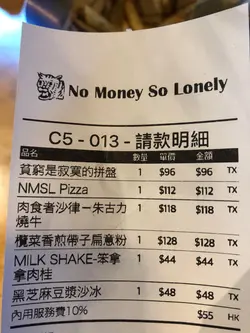 No Money So Lonely
C5 - 013 - 請款明細
品名 數量 單價 金額
貧窮是寂寞的拼盤 1 $96 $96 TX
NMSL Pizza 1 $112 $112 TX
肉食者沙律－朱古力 1 $118 $118 TX
燒牛
欖菜香煎帶子扁意粉 1 $128 $128 TX
MILK SHAKE-笨拿 1 $44 $44 TX
拿肉桂
黑芝麻豆漿沙冰 1 $48 $48 TX
內用服務費10% $55 HK